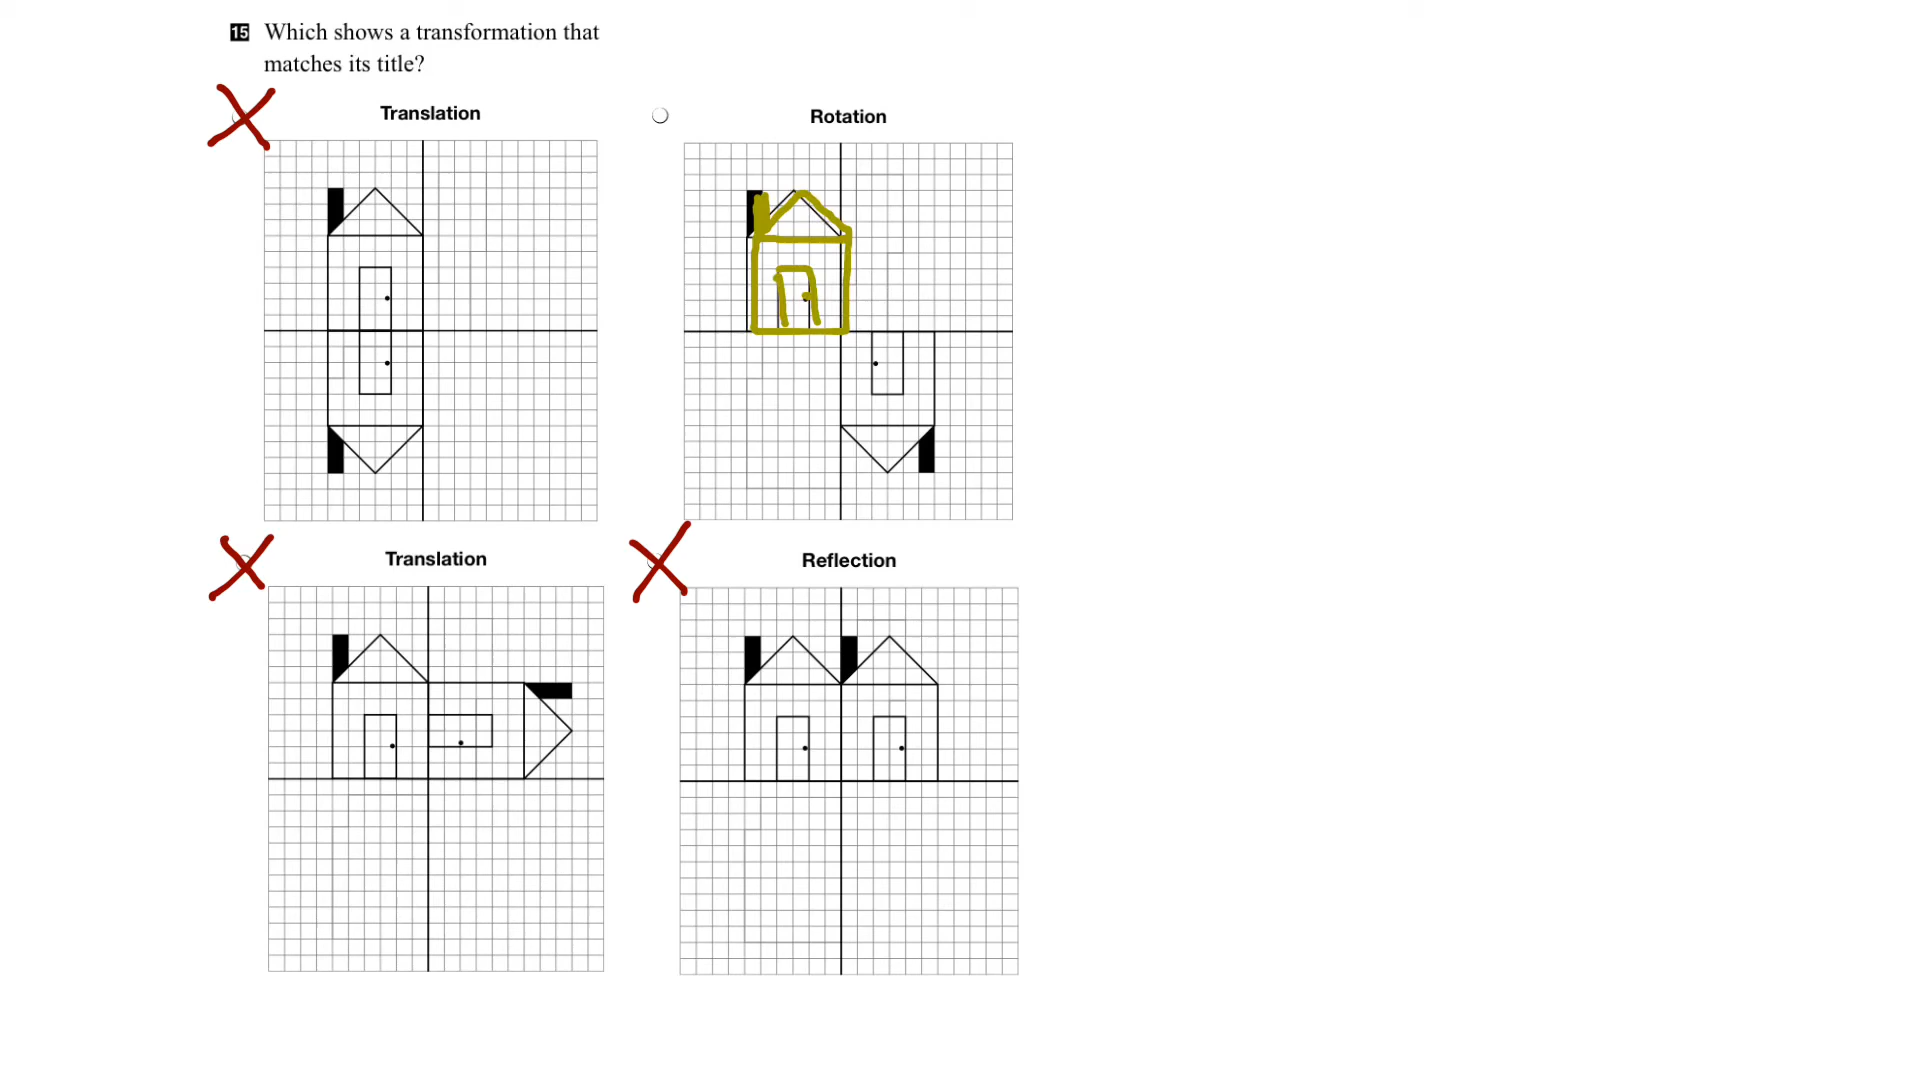 15 Which shows a transformation that
matches its title?
Translation
Rotation
Translation
Reflection